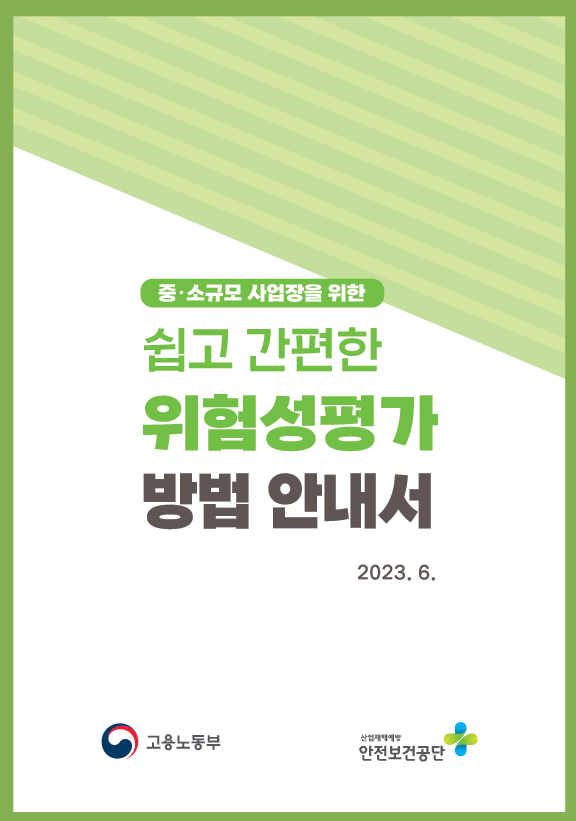 중·소규모 사업장을 위한
쉽고 간편한
위험성평가
방법 안내서
2023. 6.
고용노동부
산업재해예방
안전보건공단